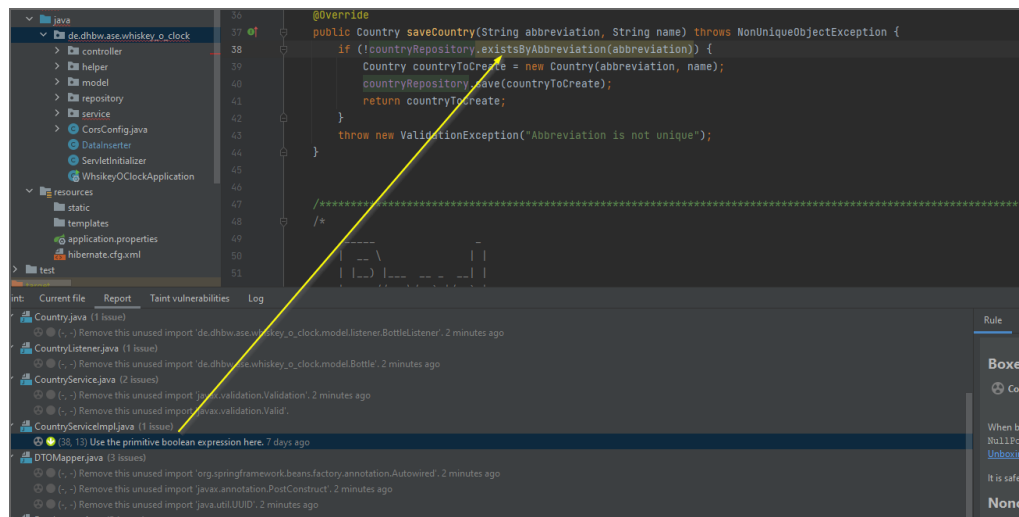 java
de.dhbw.ase.whiskey_o_clock
controller
helper
model
repository
service
CorsConfig.java
DataInserter
ServletInitializer
WhsikeyOClockApplication
resources
static
templates
application.properties
hibernate.cfg.xml
test
36 @Override
37 public Country saveCountry(String abbreviation, String name) throws NonUniqueObjectException {
38 if (!countryRepository.existsByAbbreviation(abbreviation)) {
39 Country countryToCreate = new Country(abbreviation, name);
40 countryRepository.save(countryToCreate);
41 return countryToCreate;
42 }
43 throw new ValidationException("Abbreviation is not unique");
44 }
45
46
47
48 /*
49
50
51
int: Current file Report Taint vulnerabilities Log
Country.java (1 issue)
(-, -) Remove this unused import 'de.dhbw.ase.whiskey_o_clock.model.listener.BottleListener'. 2 minutes ago
CountryListener.java (1 issue)
(-, -) Remove this unused import 'de.dhbw.ase.whiskey_o_clock.model.Bottle'. 2 minutes ago
CountryService.java (2 issues)
(-, -) Remove this unused import 'javax.validation.Validation'. 2 minutes ago
(-, -) Remove this unused import 'javax.validation.Valid'.
CountryServiceImpl.java (1 issue)
(38, 13) Use the primitive boolean expression here. 7 days ago
DTOMapper.java (3 issues)
(-, -) Remove this unused import 'org.springframework.beans.factory.annotation.Autowired'. 2 minutes ago
(-, -) Remove this unused import 'javax.annotation.PostConstruct'. 2 minutes ago
(-, -) Remove this unused import 'java.util.UUID'. 2 minutes ago
Rule
Boxe
Co
When b
NullPo
Unboxin
It is safe
None